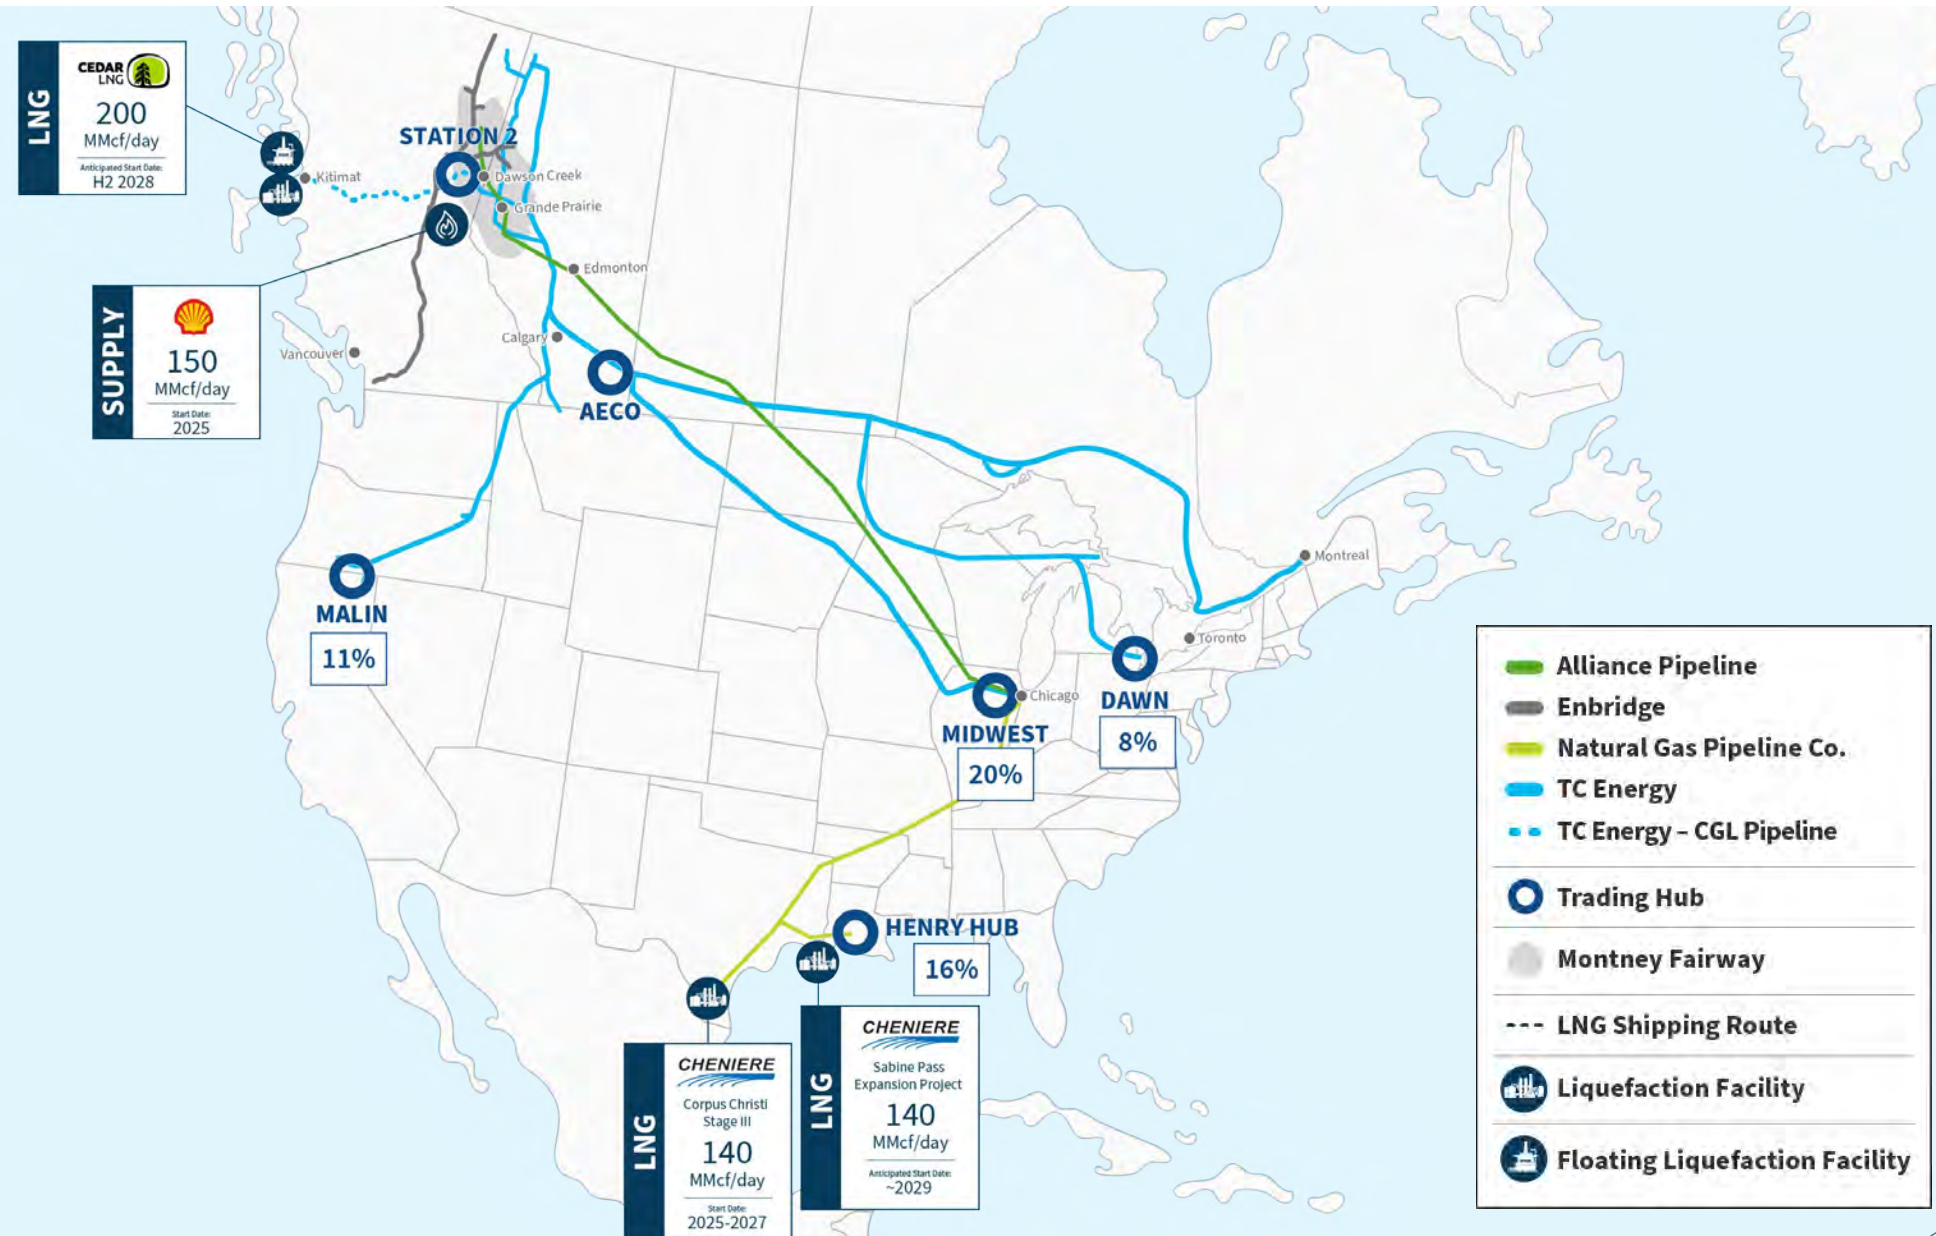 LNG
CEDAR
LNG
200
MMcf/day
Anticipated Start Date:
H2 2028
STATION 2
Kitimat
Dawson Creek
Grande Prairie
Edmonton
SUPPLY
150
MMcf/day
Start Date:
2025
Vancouver
Calgary
AECO
Montreal
MALIN
11%
Toronto
Chicago
DAWN
8%
MIDWEST
20%
HENRY HUB
16%
LNG
CHENIERE
Corpus Christi
Stage III
140
MMcf/day
Start Date:
2025-2027
LNG
CHENIERE
Sabine Pass
Expansion Project
140
MMcf/day
Anticipated Start Date:
~2029
Alliance Pipeline
Enbridge
Natural Gas Pipeline Co.
TC Energy
TC Energy – CGL Pipeline
Trading Hub
Montney Fairway
LNG Shipping Route
Liquefaction Facility
Floating Liquefaction Facility